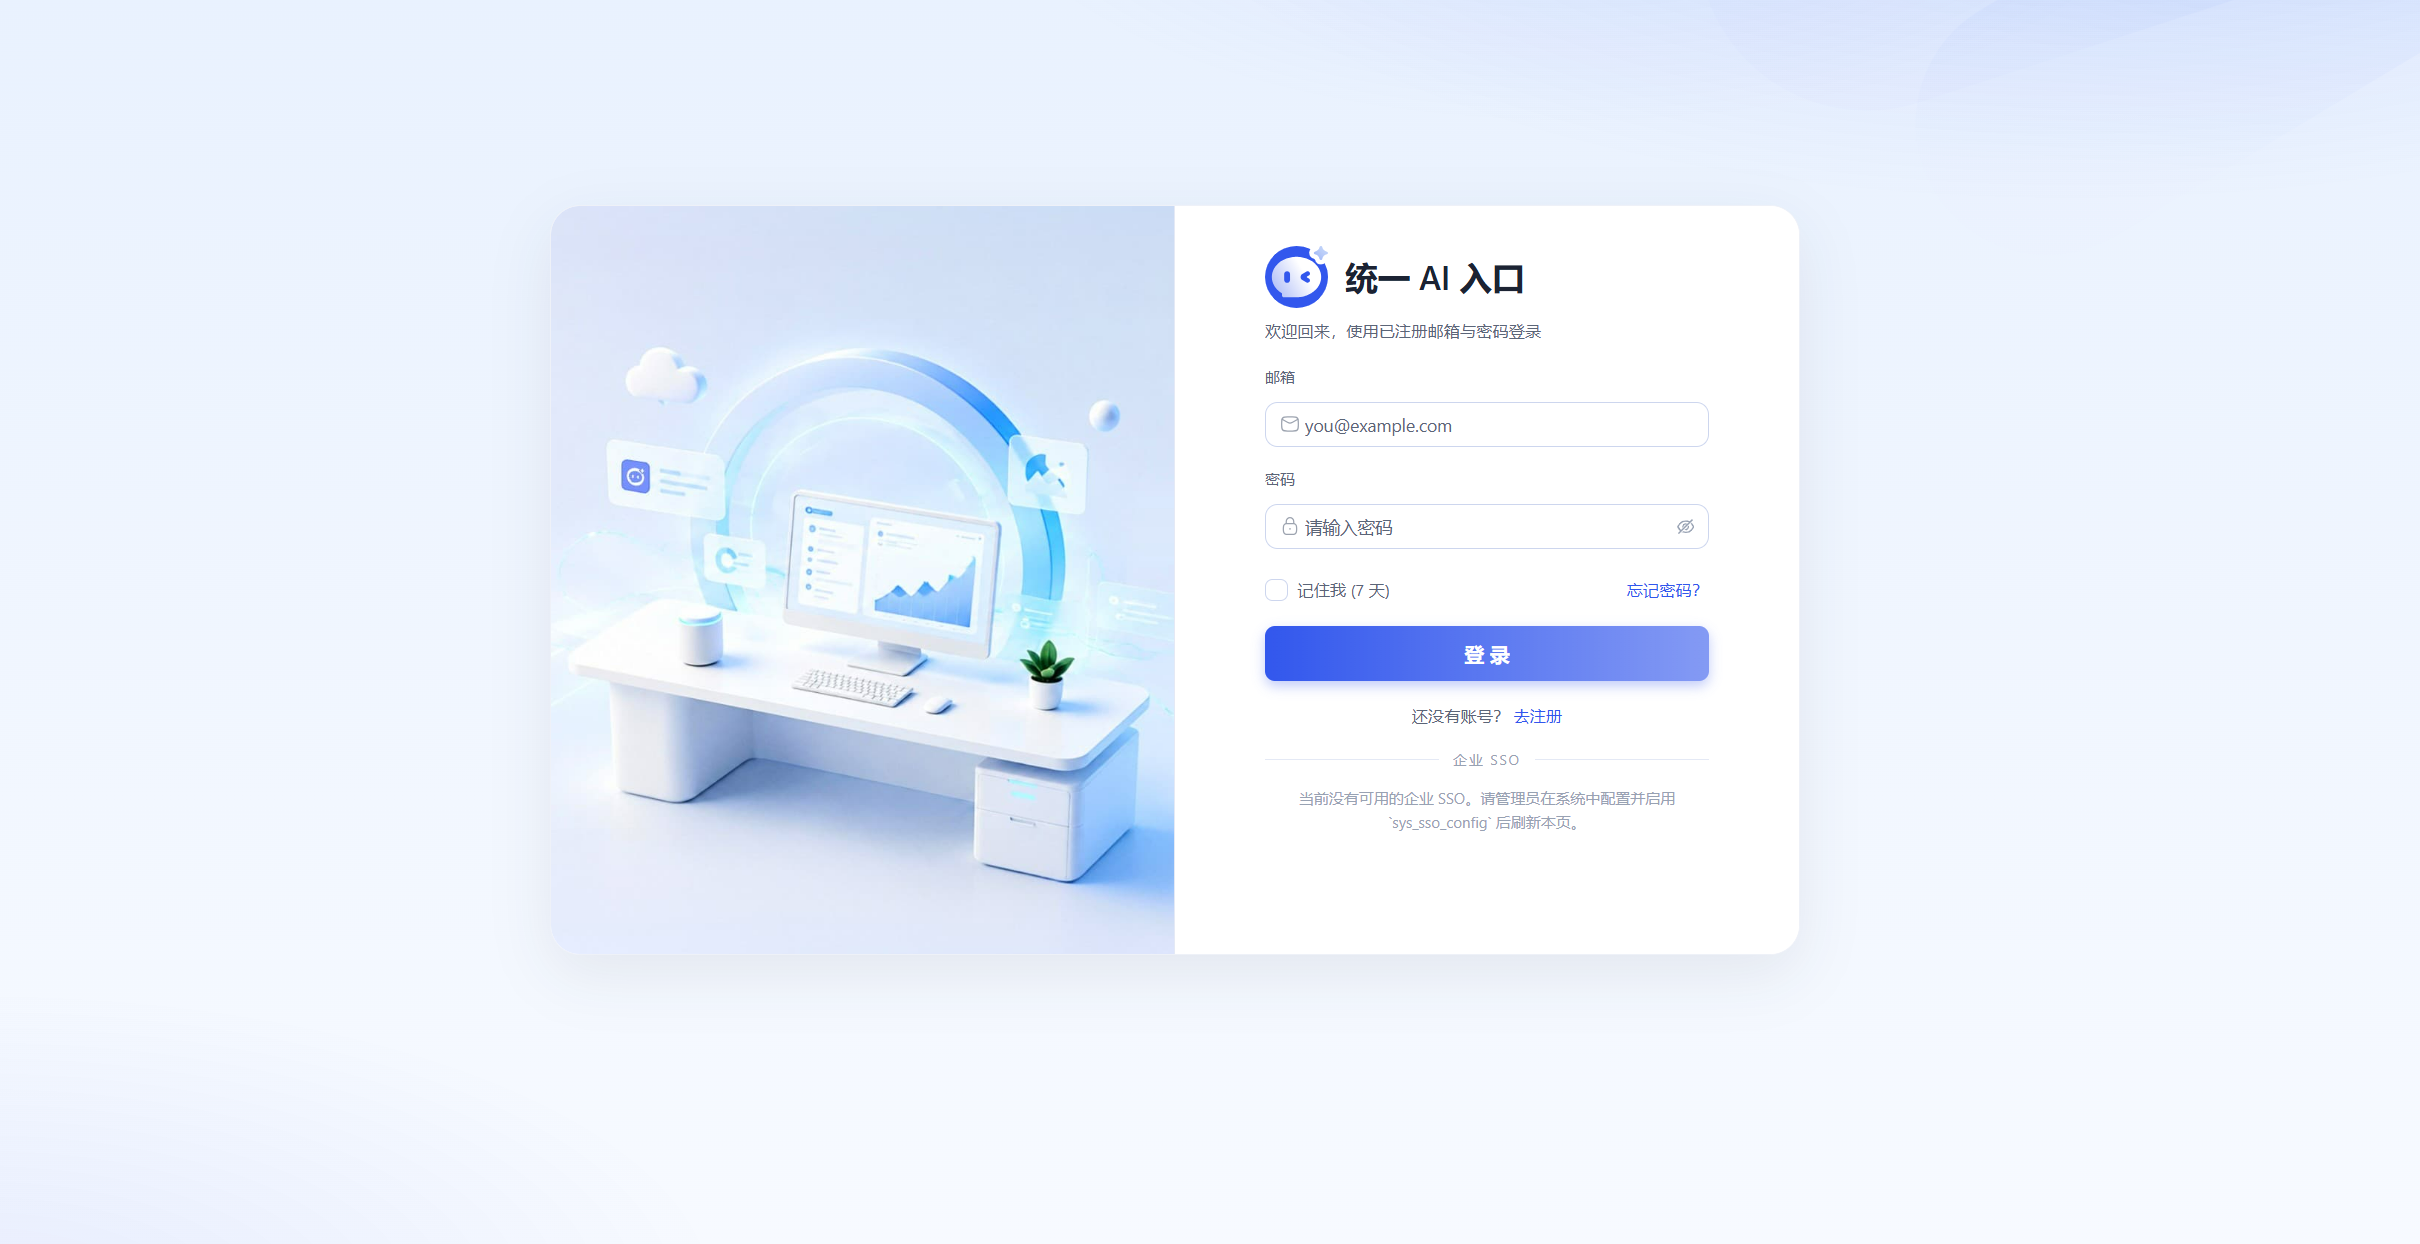 统一 AI 入口
欢迎回来，使用已注册邮箱与密码登录
邮箱
you@example.com
密码
请输入密码
记住我 (7 天)
忘记密码？
登 录
还没有账号？ 去注册
企业 SSO
当前没有可用的企业 SSO。请管理员在系统中配置并启用
`sys_sso_config` 后刷新本页。